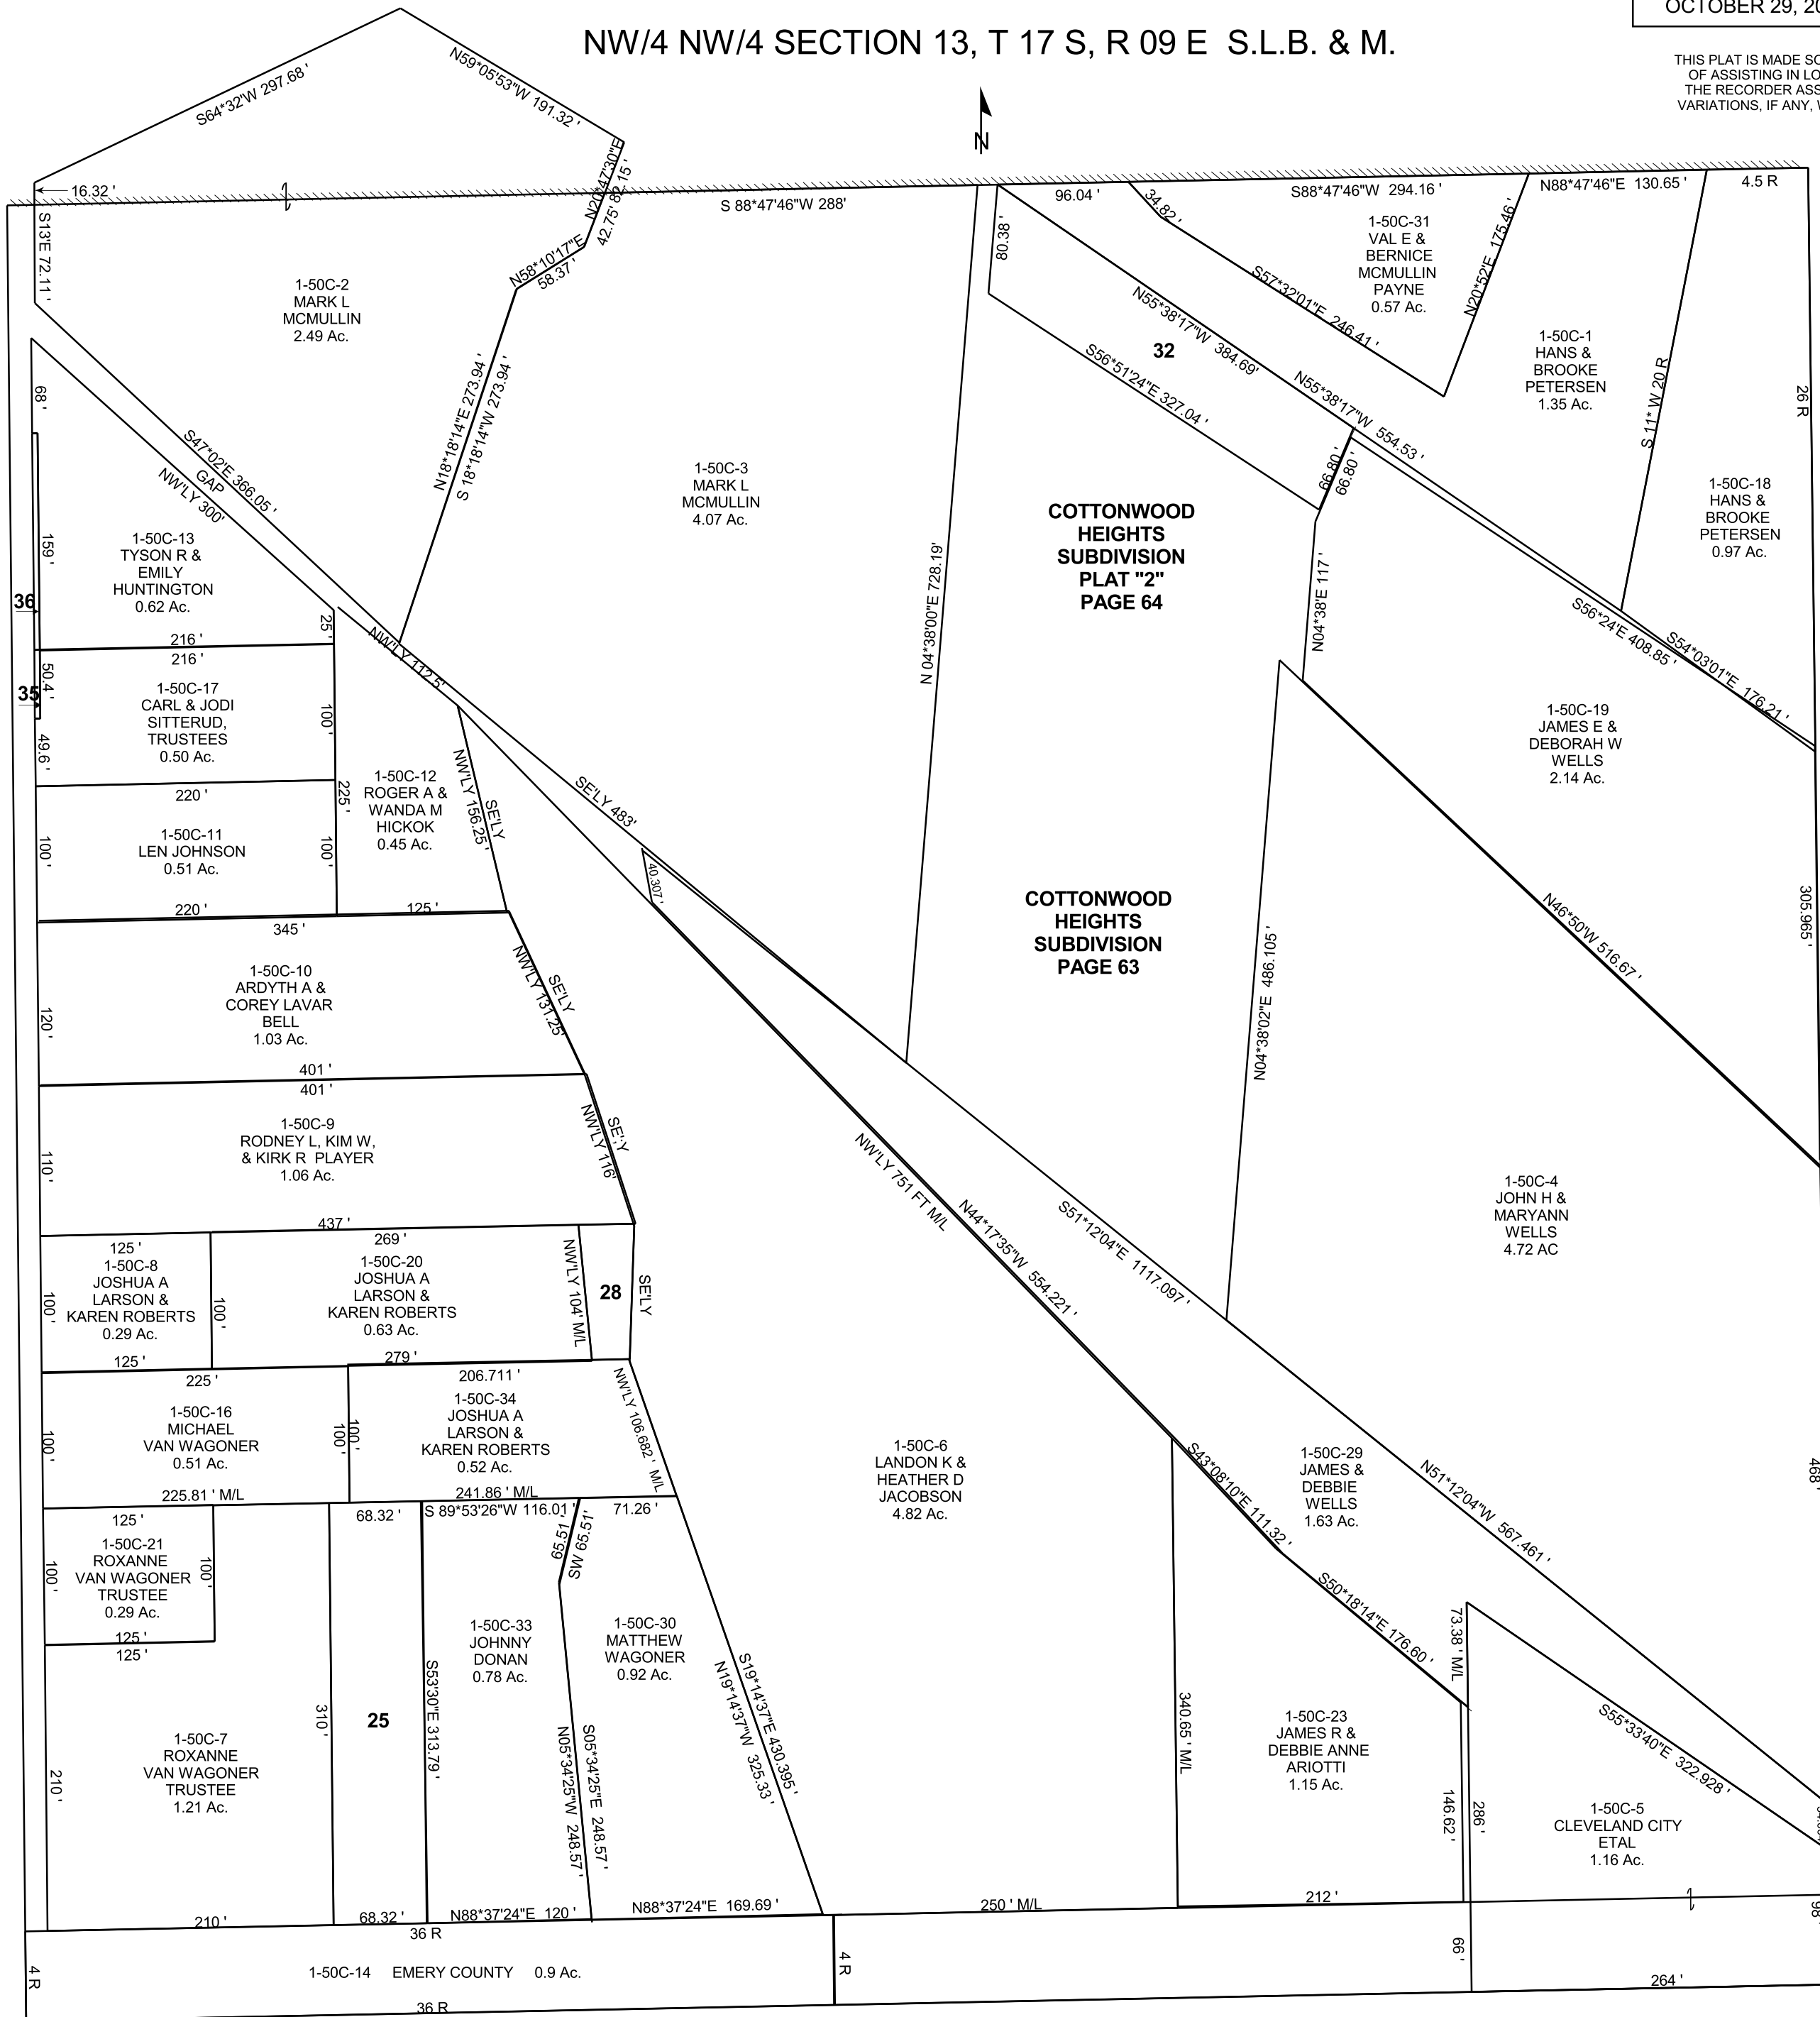 OCTOBER 29, 20
NW/4 NW/4 SECTION 13, T 17 S, R 09 E S.L.B. & M.
THIS PLAT IS MADE SO
OF ASSISTING IN LO
THE RECORDER ASS
VARIATIONS, IF ANY, W
N
S64*32'W 297.68 '
N59*05'53"W 191.32 '
16.32 '
N20*47'30"E
42.75' 82.15 '
S 88*47'46"W 288'
96.04 '
34.82 '
S88*47'46"W 294.16 '
N88*47'46"E 130.65 '
4.5 R
S13'E 72.11 '
N58*10'17"E
58.37 '
80.38 '
1-50C-31
VAL E &
BERNICE
MCMULLIN
PAYNE
0.57 Ac.
N20*52'E 175.46 '
S57*32'01"E 246.41 '
1-50C-2
MARK L
MCMULLIN
2.49 Ac.
N55*38'17"W 384.69'
32
S56*51'24"E 327.04 '
N55*38'17"W 554.53 '
1-50C-1
HANS &
BROOKE
PETERSEN
1.35 Ac.
S 11* W 20 R
26 R
68 '
N18*18'14"E 273.94 '
S 18*18'14"W 273.94 '
S47*02'E 366.05 '
GAP
NW'LY 300'
1-50C-3
MARK L
MCMULLIN
4.07 Ac.
66.80 '
66.80 '
1-50C-18
HANS &
BROOKE
PETERSEN
0.97 Ac.
COTTONWOOD
HEIGHTS
SUBDIVISION
PLAT "2"
PAGE 64
1-50C-13
TYSON R &
EMILY
HUNTINGTON
0.62 Ac.
159 '
36
25 '
216 '
216 '
N 04*38'00"E 728.19'
N04*38'E 117 '
S56*24'E 408.85 '
S54*03'01"E 176.21 '
NW'LY 112.5'
50.4 '
35
1-50C-17
CARL & JODI
SITTERUD,
TRUSTEES
0.50 Ac.
100 '
49.6 '
1-50C-19
JAMES E &
DEBORAH W
WELLS
2.14 Ac.
1-50C-12
ROGER A &
WANDA M
HICKOK
0.45 Ac.
225 '
NW'LY 156.25 '
SE'LY
SE'LY 483'
220 '
1-50C-11
LEN JOHNSON
0.51 Ac.
100 '
100 '
40.307 '
305.965 '
220 '
125 '
345 '
COTTONWOOD
HEIGHTS
SUBDIVISION
PAGE 63
N46*50'W 516.67 '
N04*38'02"E 486.105 '
1-50C-10
ARDYTH A &
COREY LAVAR
BELL
1.03 Ac.
120 '
NW'LY 131.25'
SE'LY
401 '
401 '
1-50C-9
RODNEY L, KIM W,
& KIRK R PLAYER
1.06 Ac.
110 '
NW'LY 116'
SE';Y
NW'LY 751 FT M/L
N44*17'35"W 554.221 '
S51*12'04"E 1117.097 '
1-50C-4
JOHN H &
MARYANN
WELLS
4.72 AC
437 '
125 '
269 '
1-50C-8
JOSHUA A
LARSON &
KAREN ROBERTS
0.29 Ac.
100 '
100 '
1-50C-20
JOSHUA A
LARSON &
KAREN ROBERTS
0.63 Ac.
NW'LY 104' M/L
28
SE'LY
125 '
279 '
225 '
206.711 '
1-50C-16
MICHAEL
VAN WAGONER
0.51 Ac.
100 '
100 '
100 '
1-50C-34
JOSHUA A
LARSON &
KAREN ROBERTS
0.52 Ac.
NW'LY 106.682 ' M/L
1-50C-6
LANDON K &
HEATHER D
JACOBSON
4.82 Ac.
S43*08'10"E 111.32 '
1-50C-29
JAMES &
DEBBIE
WELLS
1.63 Ac.
N51*12'04"W 567.461 '
468'
225.81 ' M/L
241.86 ' M/L
125 '
68.32 '
S 89*53'26"W 116.01 '
71.26 '
65.51 '
SW 65.51 '
1-50C-21
ROXANNE
VAN WAGONER
TRUSTEE
0.29 Ac.
100 '
100 '
S50*18'14"E 176.60 '
73.38 ' M/L
125 '
125 '
1-50C-33
JOHNNY
DONAN
0.78 Ac.
1-50C-30
MATTHEW
WAGONER
0.92 Ac.
S19*14'37"E 430.395 '
N19*14'37"W 325.33 '
S53'30"E 313.79 '
310 '
25
340.65 ' M/L
1-50C-23
JAMES R &
DEBBIE ANNE
ARIOTTI
1.15 Ac.
S55*33'40"E 322.928 '
1-50C-7
ROXANNE
VAN WAGONER
TRUSTEE
1.21 Ac.
210 '
N05*34'25"W 248.57 '
S05*34'25"E 248.57 '
146.62 '
286 '
1-50C-5
CLEVELAND CITY
ETAL
1.16 Ac.
210 '
68.32 '
N88*37'24"E 120 '
N88*37'24"E 169.69 '
250 ' M/L
212 '
98'
36 R
4 R
1-50C-14 EMERY COUNTY 0.9 Ac.
4 R
66 '
264 '
36 R